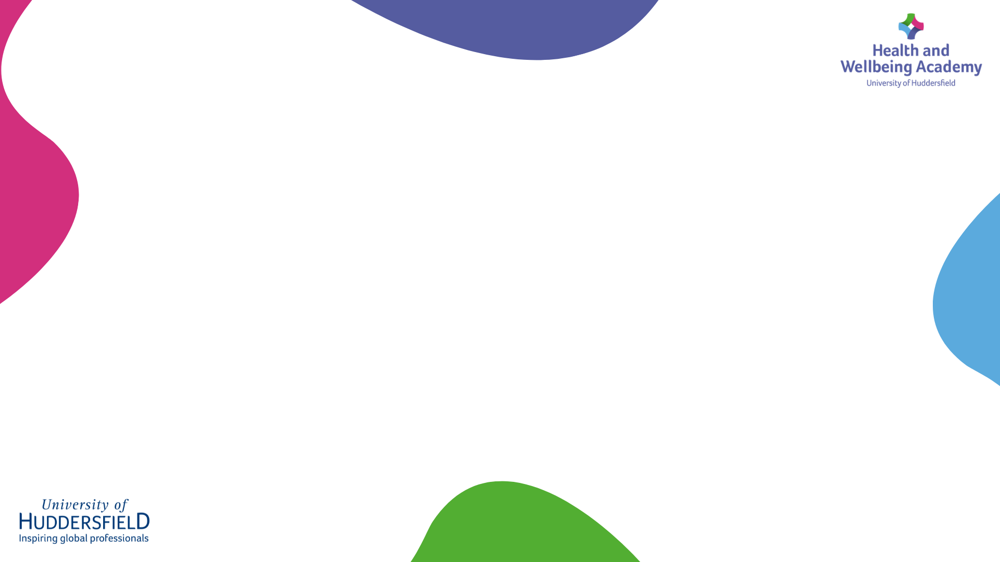 Health and
Wellbeing Academy
University of Huddersfield
University of
HUDDERSFIELD
Inspiring global professionals